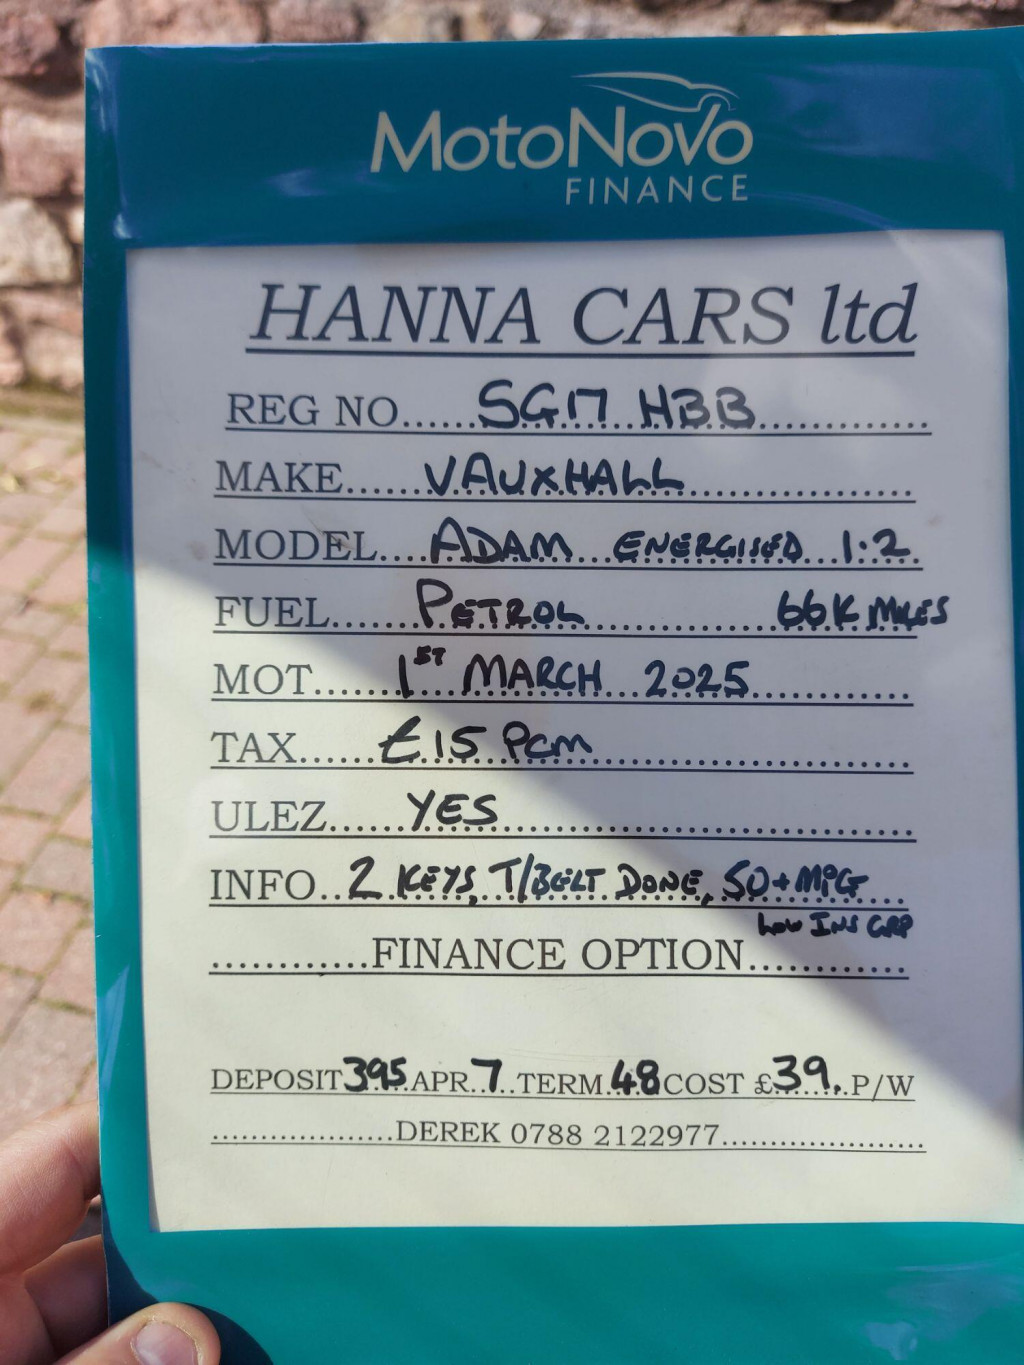 MotoNovo
FINANCE
HANNA CARS ltd
REG NO......SG17 HBB..............
MAKE.....VAUXHALL......................
MODEL....ADAM...ENERGISED...1.2.
FUEL......PETROL....................66K MILES
MOT.......1ST MARCH...2025...............
TAX......£15 PCM..............................
ULEZ......YES......................................
INFO..2 KEYS, T/BELT DONE, 50+MPG....
LOW INS GRP
............FINANCE OPTION............
DEPOSIT 395 APR.7..TERM.48 COST £39..P/W
..................DEREK 0788 2122977....................